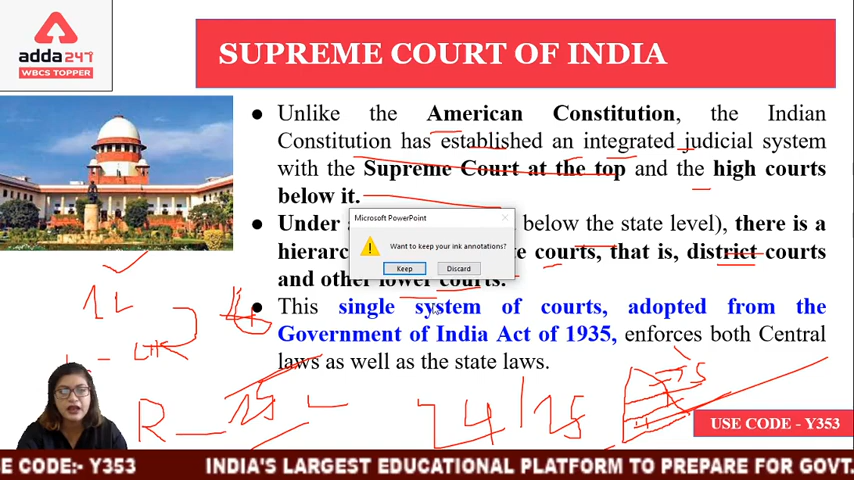 adda247
WBCS TOPPER
SUPREME COURT OF INDIA
● Unlike the American Constitution, the Indian
Constitution has established an integrated judicial system
with the Supreme Court at the top and the high courts
below it.
Microsoft PowerPoint
● Under a below the state level), there is a
Want to keep your ink annotations?
hierarc te courts, that is, district courts
Keep Discard
and other lower courts.
● This single system of courts, adopted from the
Government of India Act of 1935, enforces both Central
laws as well as the state laws.
R - 25 24/25
USE CODE - Y353
SE CODE:- Y353 INDIA'S LARGEST EDUCATIONAL PLATFORM TO PREPARE FOR GOVT.